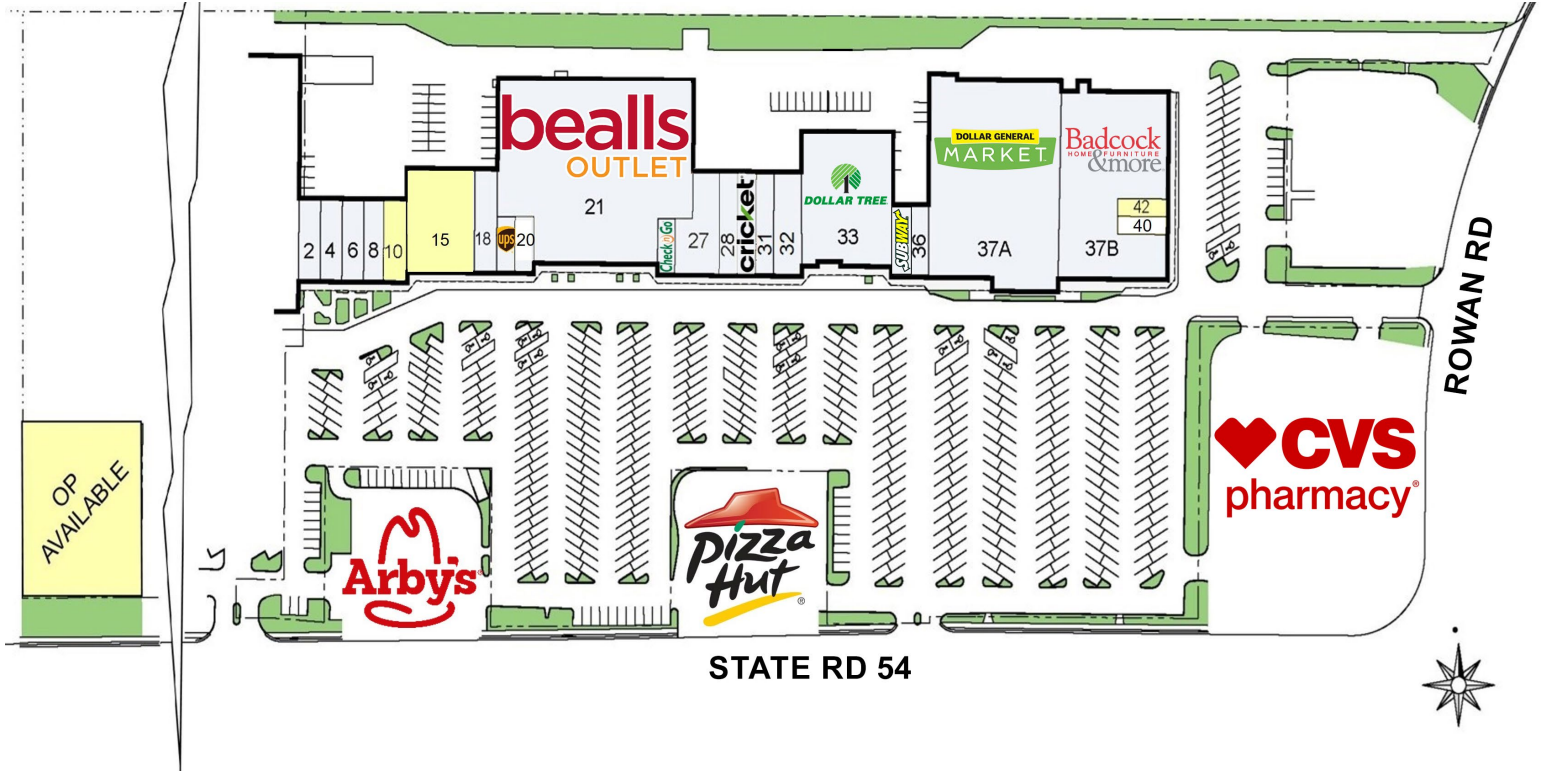 bealls
OUTLET
21
DOLLAR TREE
33
DOLLAR GENERAL
MARKET
37A
Badcock
HOME FURNITURE
&more
37B
42
40
2
4
6
8
10
15
18
ups
20
Check n Go
27
28
cricket
31
32
SUBWAY
36
ROWAN RD
OP
AVAILABLE
Arby's
Pizza
Hut
®
CVS
pharmacy®
STATE RD 54